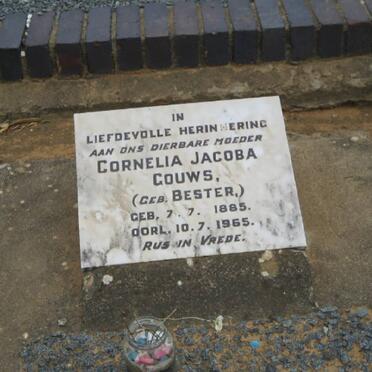 IN
LIEFDEVOLLE HERINNERING
AAN ONS DIERBARE MOEDER
CORNELIA JACOBA
GOUWS,
(GEB. BESTER,)
GEB. 7. 7. 1885.
OORL. 10. 7. 1965.
RUS IN VREDE.